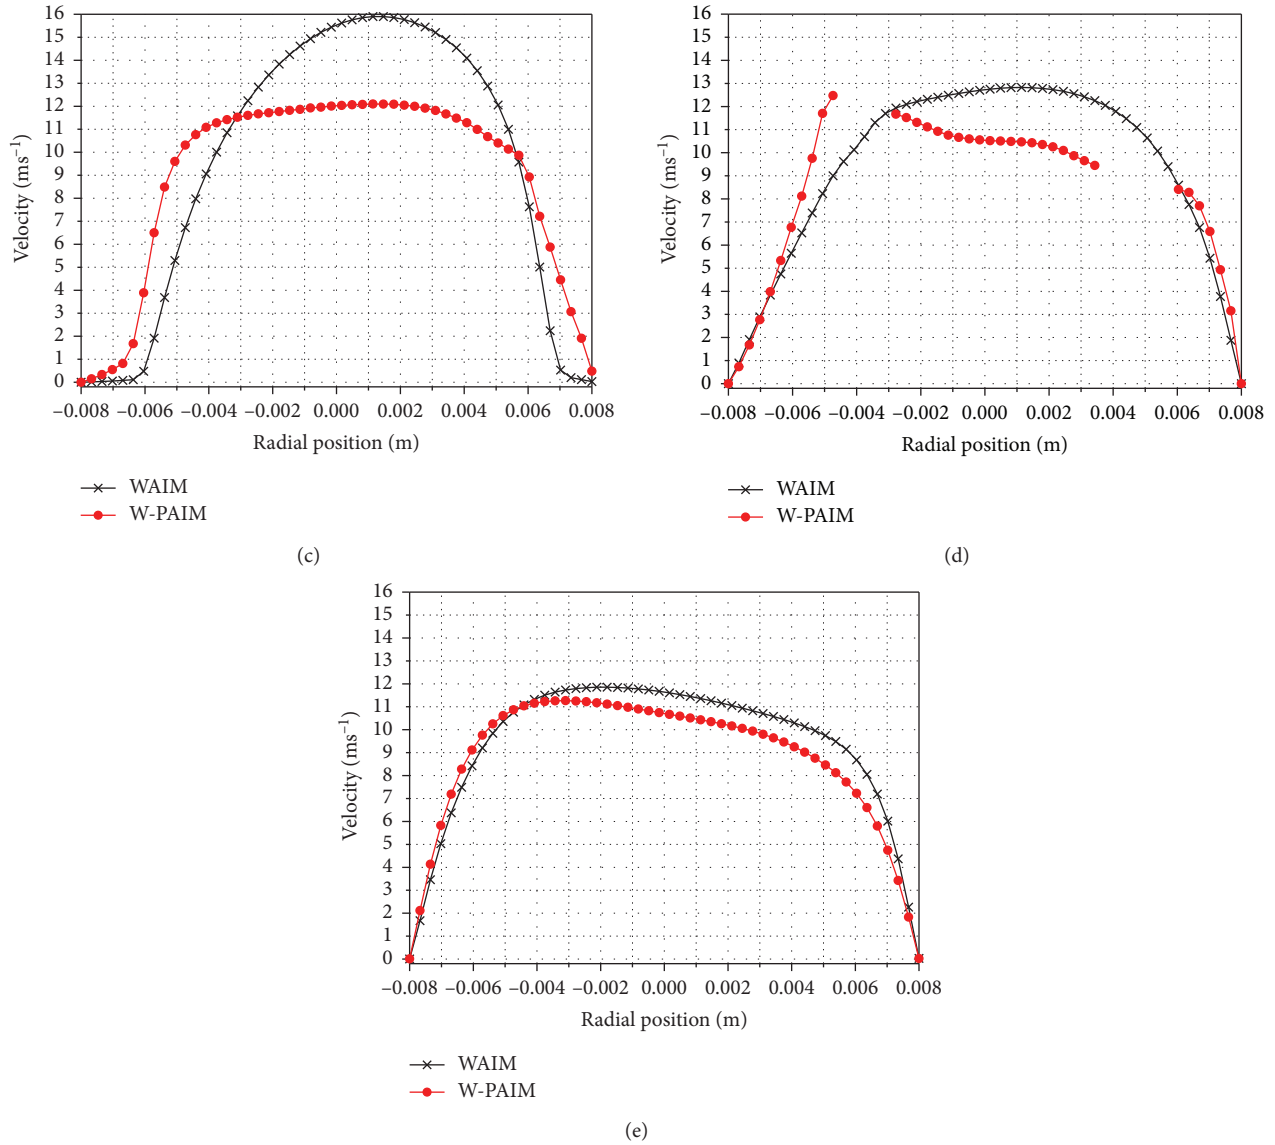 16
15
14
13
12
11
10
9
8
7
6
5
4
3
2
1
0
Velocity (ms⁻¹)
−0.008 −0.006 −0.004 −0.002 0.000 0.002 0.004 0.006 0.008
Radial position (m)
WAIM
W-PAIM
(c)
16
15
14
13
12
11
10
9
8
7
6
5
4
3
2
1
0
Velocity (ms⁻¹)
−0.008 −0.006 −0.004 −0.002 0.000 0.002 0.004 0.006 0.008
Radial position (m)
WAIM
W-PAIM
(d)
16
15
14
13
12
11
10
9
8
7
6
5
4
3
2
1
0
Velocity (ms⁻¹)
−0.008 −0.006 −0.004 −0.002 0.000 0.002 0.004 0.006 0.008
Radial position (m)
WAIM
W-PAIM
(e)